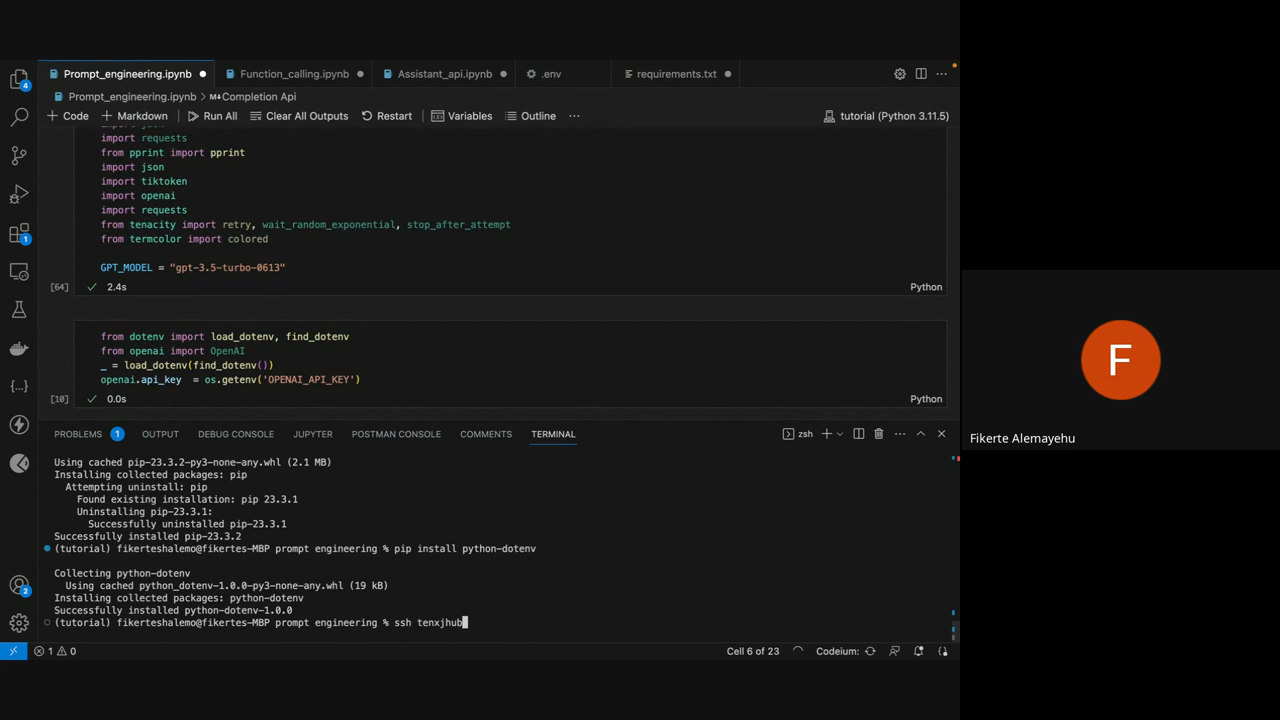 Prompt_engineering.ipynb
Function_calling.ipynb
Assistant_api.ipynb
.env
requirements.txt
Prompt_engineering.ipynb > Completion Api
+ Code + Markdown Run All Clear All Outputs Restart Variables Outline ... tutorial (Python 3.11.5)
import json
import requests
from pprint import pprint
import json
import tiktoken
import openai
import requests
from tenacity import retry, wait_random_exponential, stop_after_attempt
from termcolor import colored
GPT_MODEL = "gpt-3.5-turbo-0613"
[64] 2.4s Python
from dotenv import load_dotenv, find_dotenv
from openai import OpenAI
_ = load_dotenv(find_dotenv())
openai.api_key = os.getenv('OPENAI_API_KEY')
[10] 0.0s Python
PROBLEMS 1 OUTPUT DEBUG CONSOLE JUPYTER POSTMAN CONSOLE COMMENTS TERMINAL zsh
Using cached pip-23.3.2-py3-none-any.whl (2.1 MB)
Installing collected packages: pip
Attempting uninstall: pip
Found existing installation: pip 23.3.1
Uninstalling pip-23.3.1:
Successfully uninstalled pip-23.3.1
Successfully installed pip-23.3.2
(tutorial) fikerteshalemo@fikertes-MBP prompt engineering % pip install python-dotenv
Collecting python-dotenv
Using cached python_dotenv-1.0.0-py3-none-any.whl (19 kB)
Installing collected packages: python-dotenv
Successfully installed python-dotenv-1.0.0
(tutorial) fikerteshalemo@fikertes-MBP prompt engineering % ssh tenxjhub
1 0 Cell 6 of 23 Codeium:
4
1
2
F
Fikerte Alemayehu